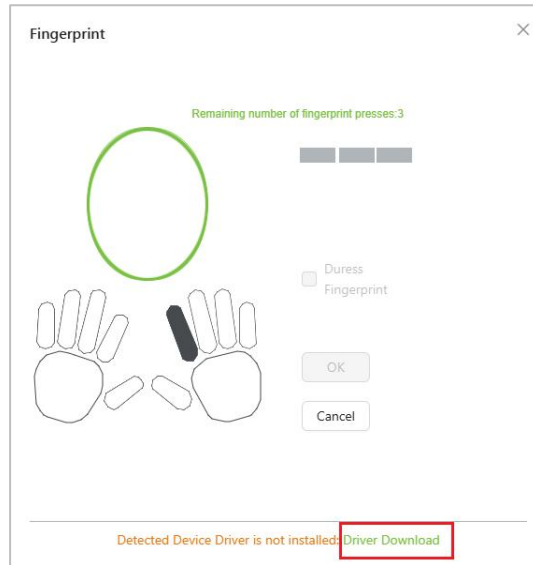 Fingerprint
Remaining number of fingerprint presses:3
Duress
Fingerprint
OK
Cancel
Detected Device Driver is not installed: Driver Download